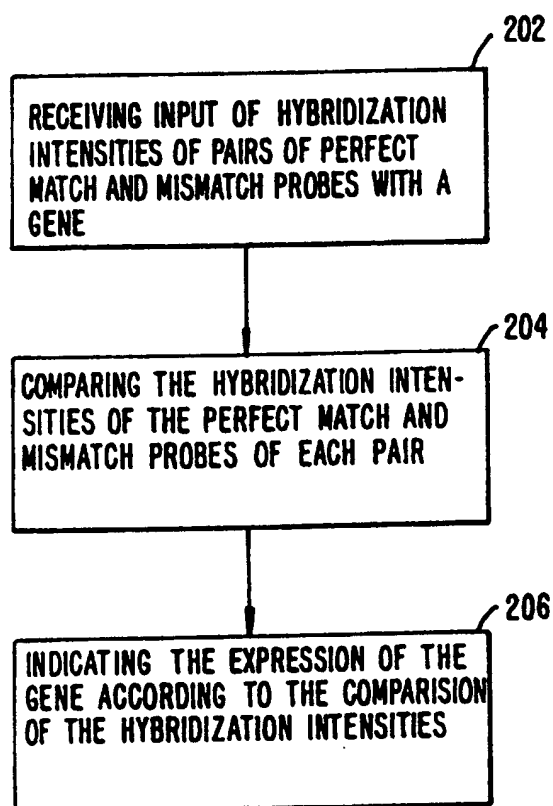 202
RECEIVING INPUT OF HYBRIDIZATION
INTENSITIES OF PAIRS OF PERFECT
MATCH AND MISMATCH PROBES WITH A
GENE
204
COMPARING THE HYBRIDIZATION INTEN-
SITIES OF THE PERFECT MATCH AND
MISMATCH PROBES OF EACH PAIR
206
INDICATING THE EXPRESSION OF THE
GENE ACCORDING TO THE COMPARISION
OF THE HYBRIDIZATION INTENSITIES